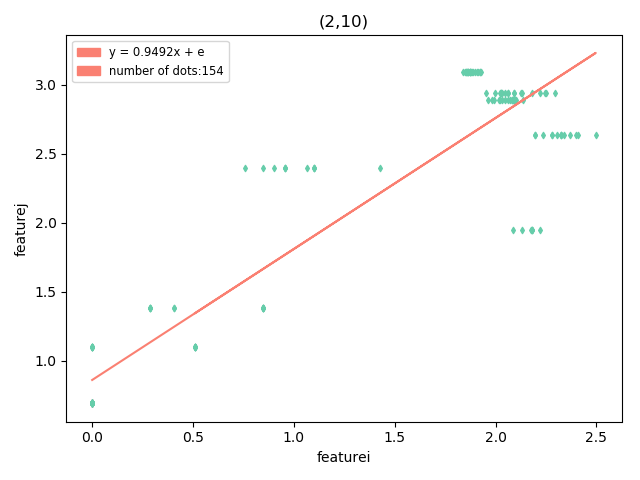 (2,10)
y = 0.9492x + e
number of dots:154
featurej
3.0
2.5
2.0
1.5
1.0
0.0 0.5 1.0 1.5 2.0 2.5
featurei